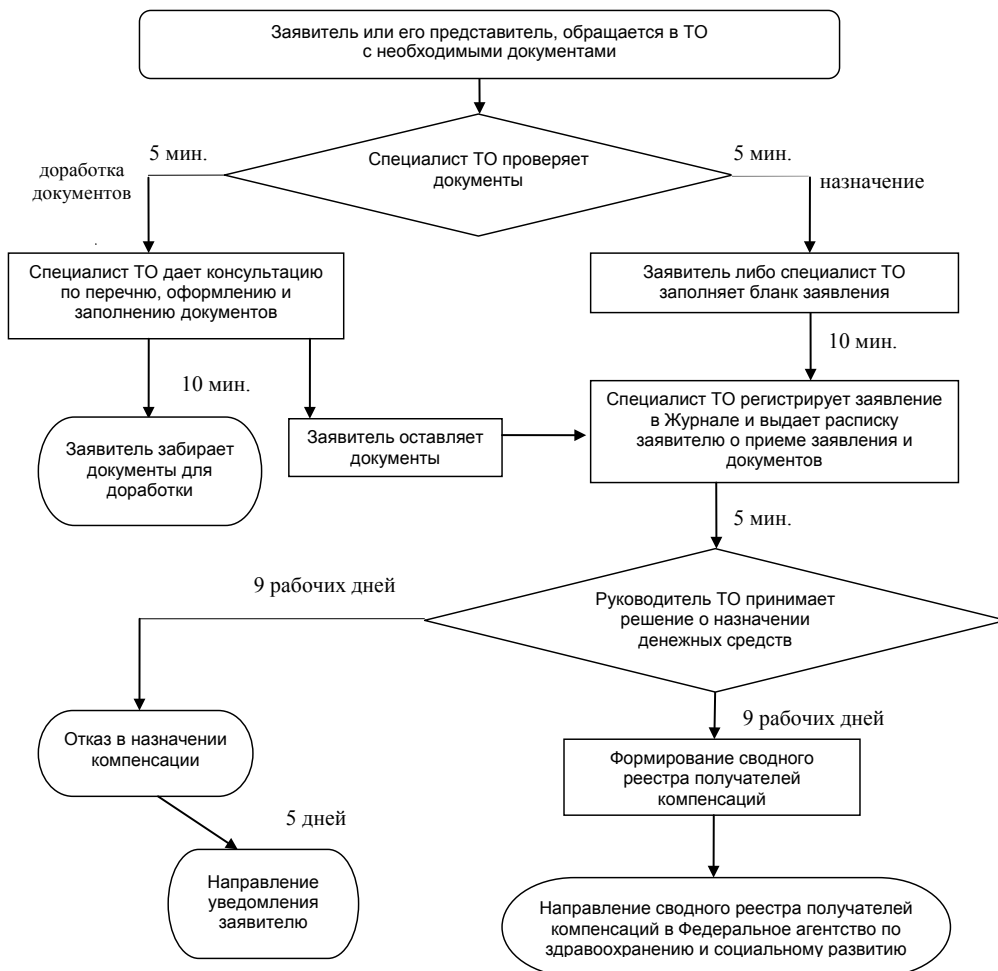 Заявитель или его представитель, обращается в ТО
с необходимыми документами
5 мин.
5 мин.
Специалист ТО проверяет
документы
доработка
документов
назначение
Специалист ТО дает консультацию
по перечню, оформлению и
заполнению документов
Заявитель либо специалист ТО
заполняет бланк заявления
10 мин.
10 мин.
Специалист ТО регистрирует заявление
в Журнале и выдает расписку
заявителю о приеме заявления и
документов
Заявитель оставляет
документы
Заявитель забирает
документы для
доработки
5 мин.
9 рабочих дней
Руководитель ТО принимает
решение о назначении
денежных средств
9 рабочих дней
Отказ в назначении
компенсации
Формирование сводного
реестра получателей
компенсаций
5 дней
Направление
уведомления
заявителю
Направление сводного реестра получателей
компенсаций в Федеральное агентство по
здравоохранению и социальному развитию